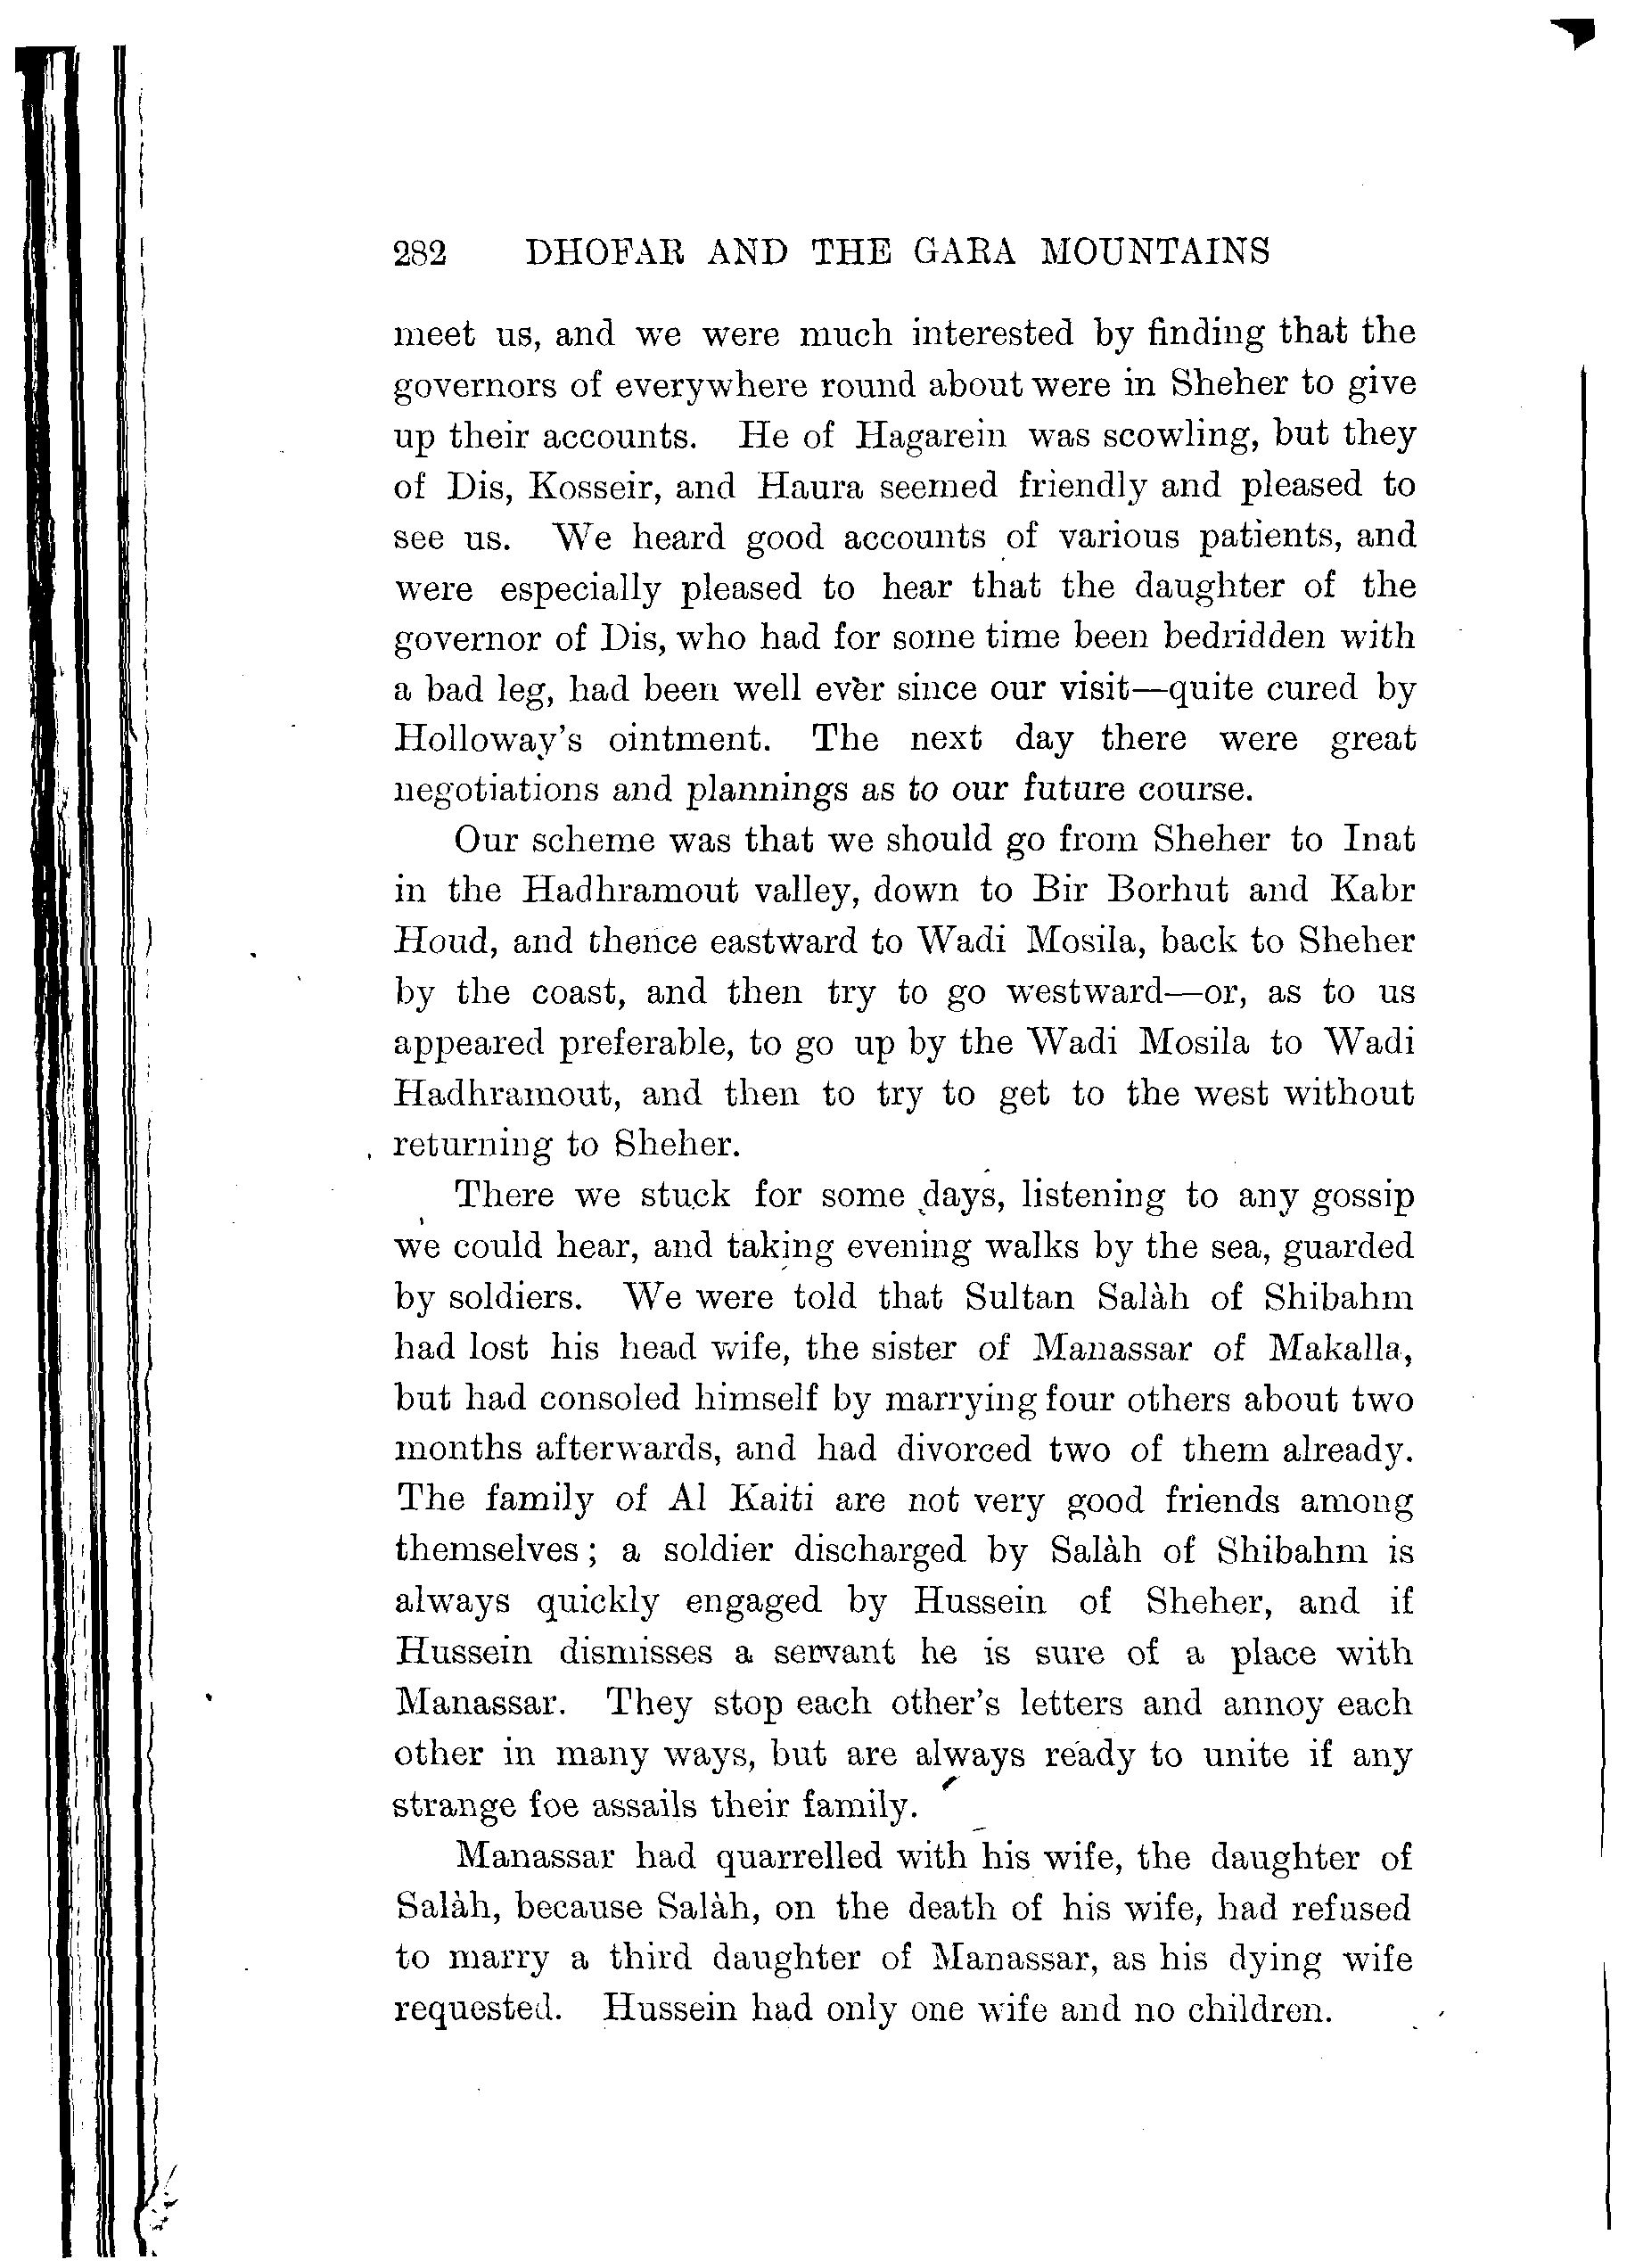 282 DHOFAR AND THE GARA MOUNTAINS
meet us, and we were much interested by finding that the
governors of everywhere round about were in Sheher to give
up their accounts. He of Hagarein was scowling, but they
of Dis, Kosseir, and Haura seemed friendly and pleased to
see us. We heard good accounts of various patients, and
were especially pleased to hear that the daughter of the
governor of Dis, who had for some time been bedridden with
a bad leg, had been well ever since our visit—quite cured by
Holloway's ointment. The next day there were great
negotiations and plannings as to our future course.
Our scheme was that we should go from Sheher to Inat
in the Hadhramout valley, down to Bir Borhut and Kabr
Houd, and thence eastward to Wadi Mosila, back to Sheher
by the coast, and then try to go westward—or, as to us
appeared preferable, to go up by the Wadi Mosila to Wadi
Hadhramout, and then to try to get to the west without
returning to Sheher.
There we stuck for some days, listening to any gossip
we could hear, and taking evening walks by the sea, guarded
by soldiers. We were told that Sultan Salàh of Shibahm
had lost his head wife, the sister of Manassar of Makalla,
but had consoled himself by marrying four others about two
months afterwards, and had divorced two of them already.
The family of Al Kaiti are not very good friends among
themselves; a soldier discharged by Salàh of Shibahm is
always quickly engaged by Hussein of Sheher, and if
Hussein dismisses a servant he is sure of a place with
Manassar. They stop each other's letters and annoy each
other in many ways, but are always ready to unite if any
strange foe assails their family.
Manassar had quarrelled with his wife, the daughter of
Salàh, because Salàh, on the death of his wife, had refused
to marry a third daughter of Manassar, as his dying wife
requested. Hussein had only one wife and no children.